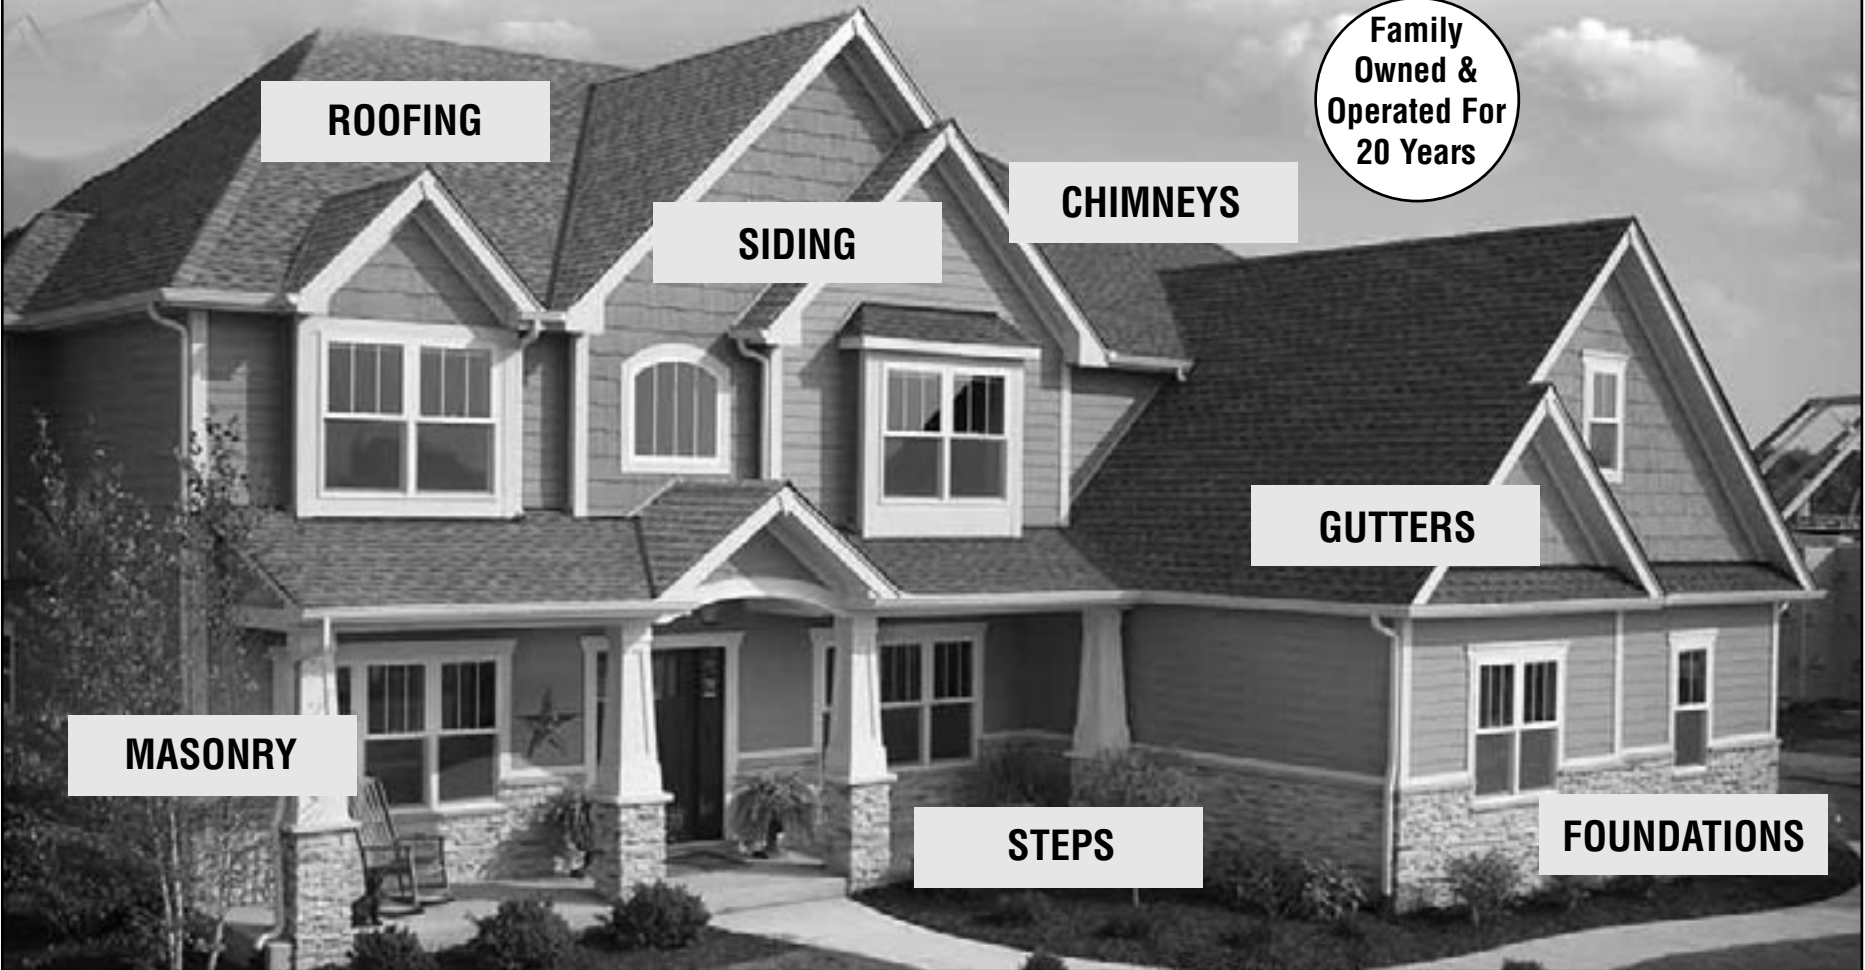 Family
Owned &
Operated For
20 Years
ROOFING
CHIMNEYS
SIDING
GUTTERS
MASONRY
STEPS
FOUNDATIONS